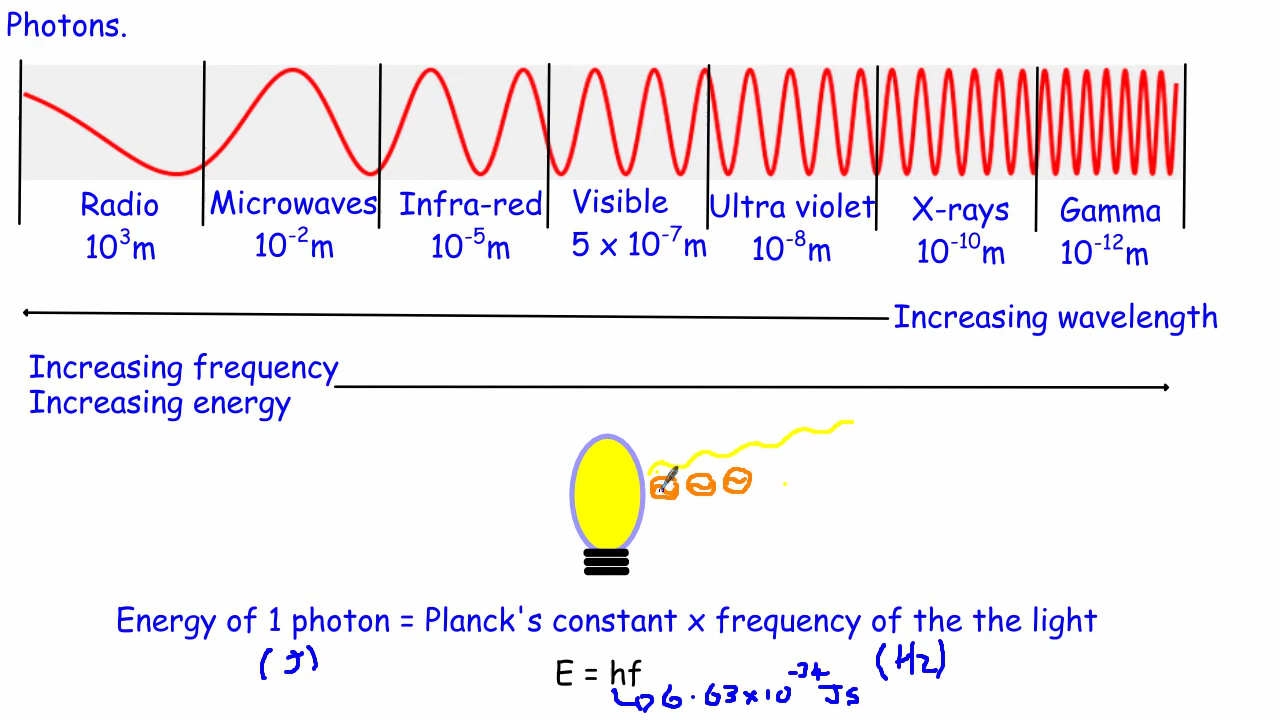 Photons.
Radio Microwaves Infra-red Visible Ultra violet X-rays Gamma
10³m 10⁻²m 10⁻⁵m 5 x 10⁻⁷m 10⁻⁸m 10⁻¹⁰m 10⁻¹²m
Increasing wavelength
Increasing frequency
Increasing energy
Energy of 1 photon = Planck's constant x frequency of the the light
(J) (Hz)
E = hf
6.63x10⁻³⁴ Js